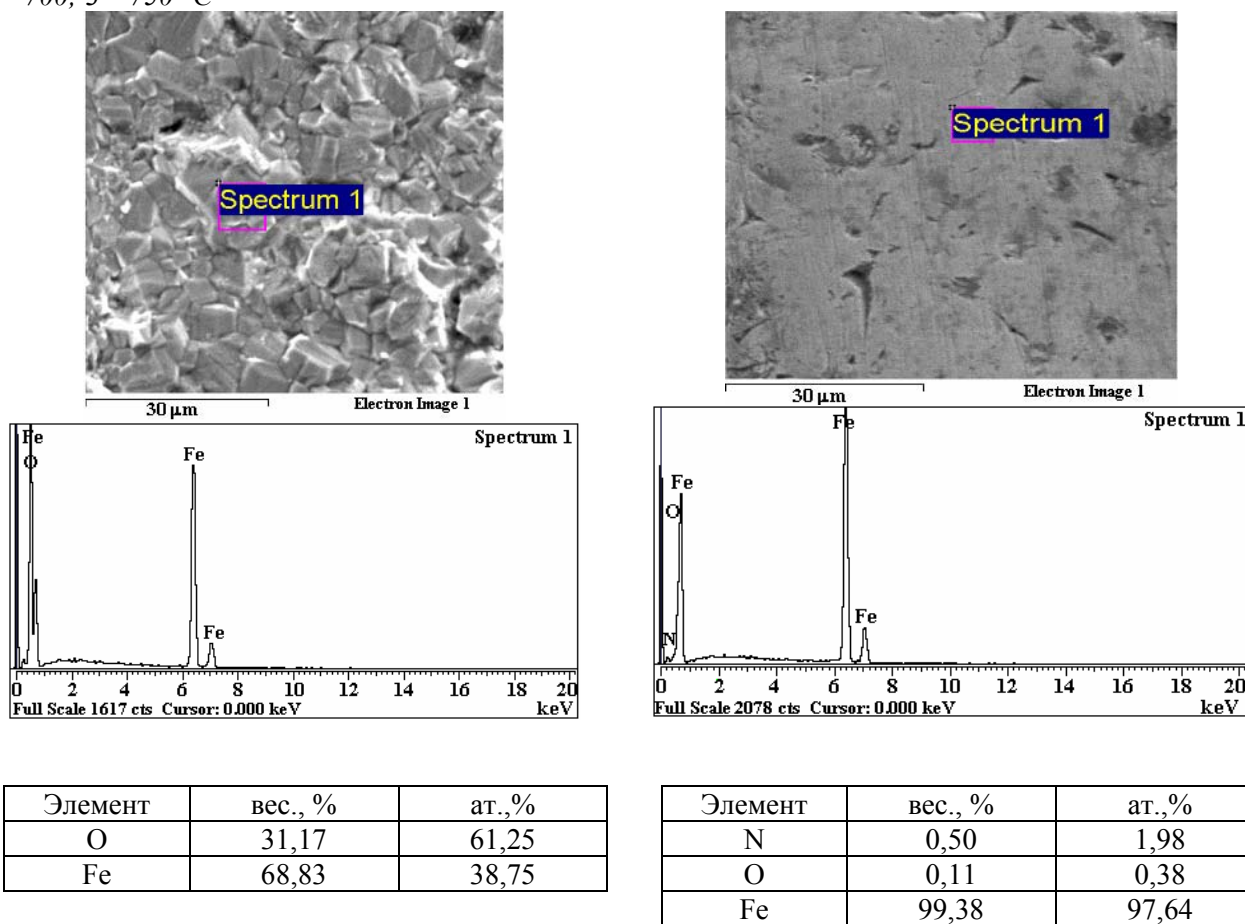 700; 3 – 750 °C
Spectrum 1
30 µm
Electron Image 1
Spectrum 1
Fe
O
Fe
Fe
0 2 4 6 8 10 12 14 16 18 20
Full Scale 1617 cts Cursor: 0.000 keV
keV
Элемент вес., % ат.,%
O 31,17 61,25
Fe 68,83 38,75
Spectrum 1
30 µm
Electron Image 1
Spectrum 1
Fe
Fe
O
Fe
N
0 2 4 6 8 10 12 14 16 18 20
Full Scale 2078 cts Cursor: 0.000 keV
keV
Элемент вес., % ат.,%
N 0,50 1,98
O 0,11 0,38
Fe 99,38 97,64